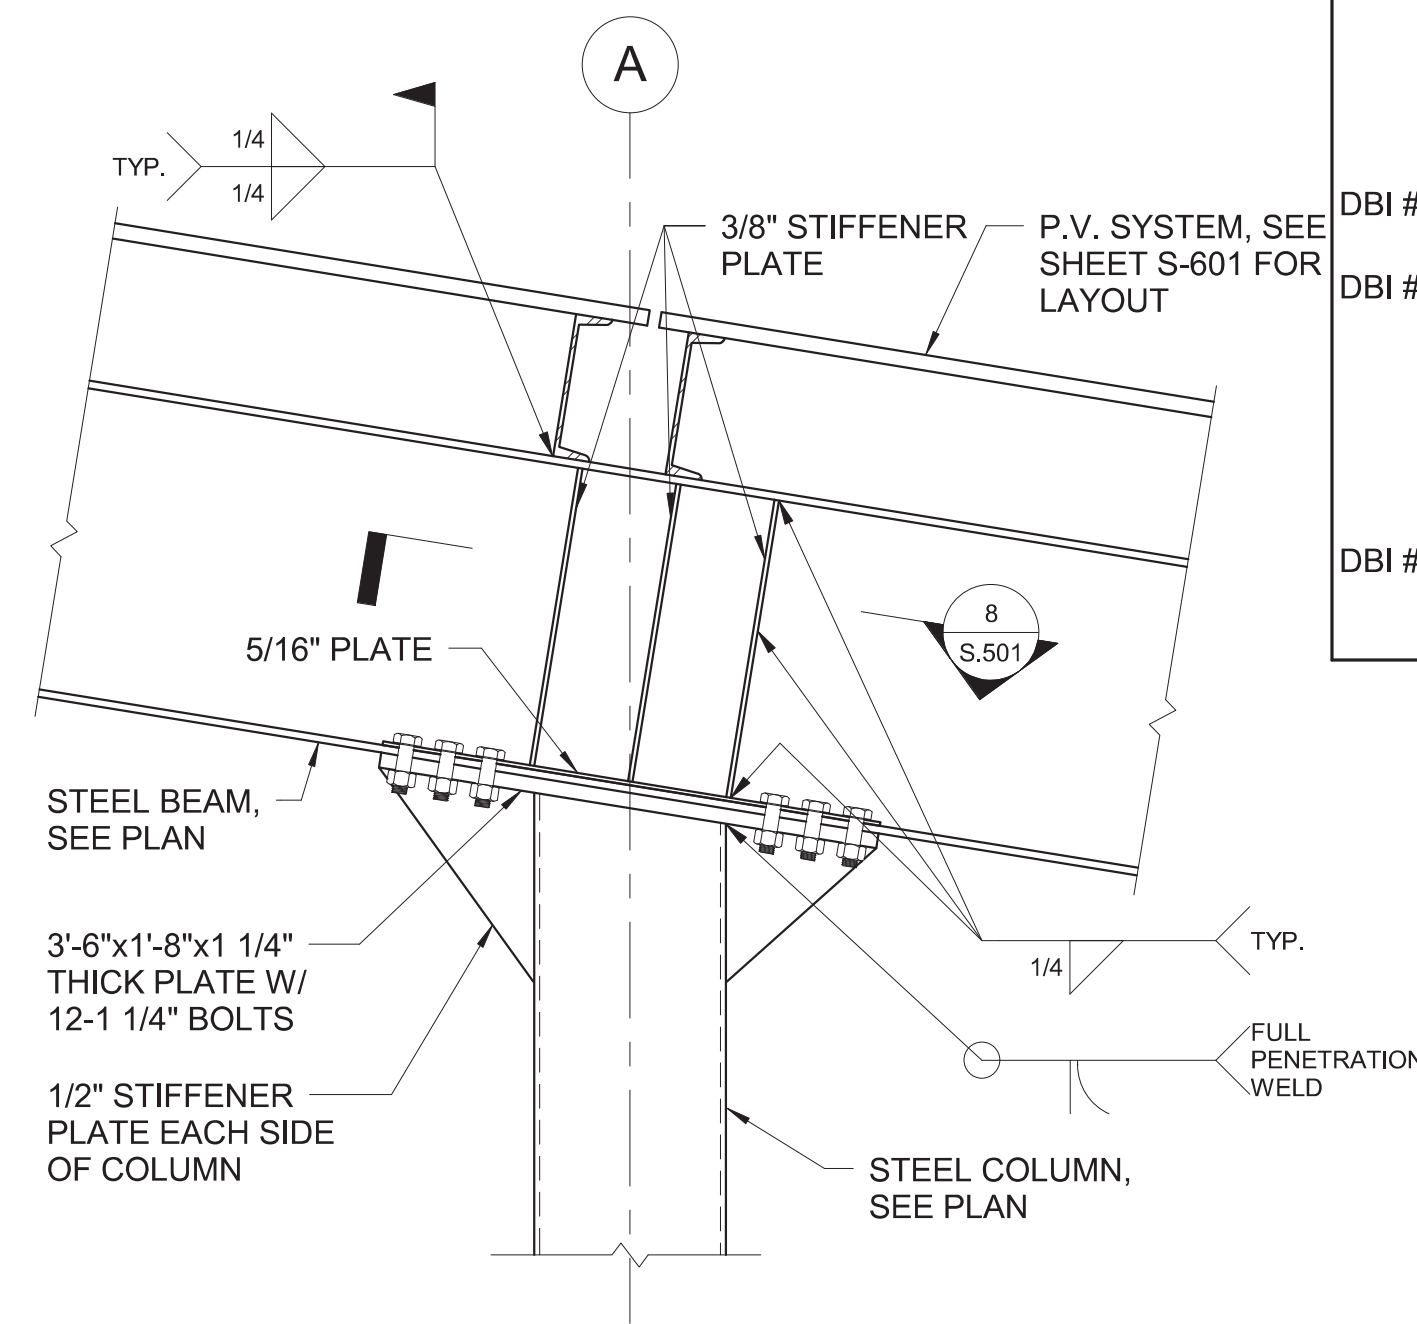 A
1/4
TYP.
1/4
3/8" STIFFENER
PLATE
P.V. SYSTEM, SEE
SHEET S-601 FOR
LAYOUT
DBI #
DBI #
DBI #
8
S.501
5/16" PLATE
STEEL BEAM,
SEE PLAN
3'-6"x1'-8"x1 1/4"
THICK PLATE W/
12-1 1/4" BOLTS
1/2" STIFFENER
PLATE EACH SIDE
OF COLUMN
TYP.
1/4
FULL
PENETRATION
WELD
STEEL COLUMN,
SEE PLAN